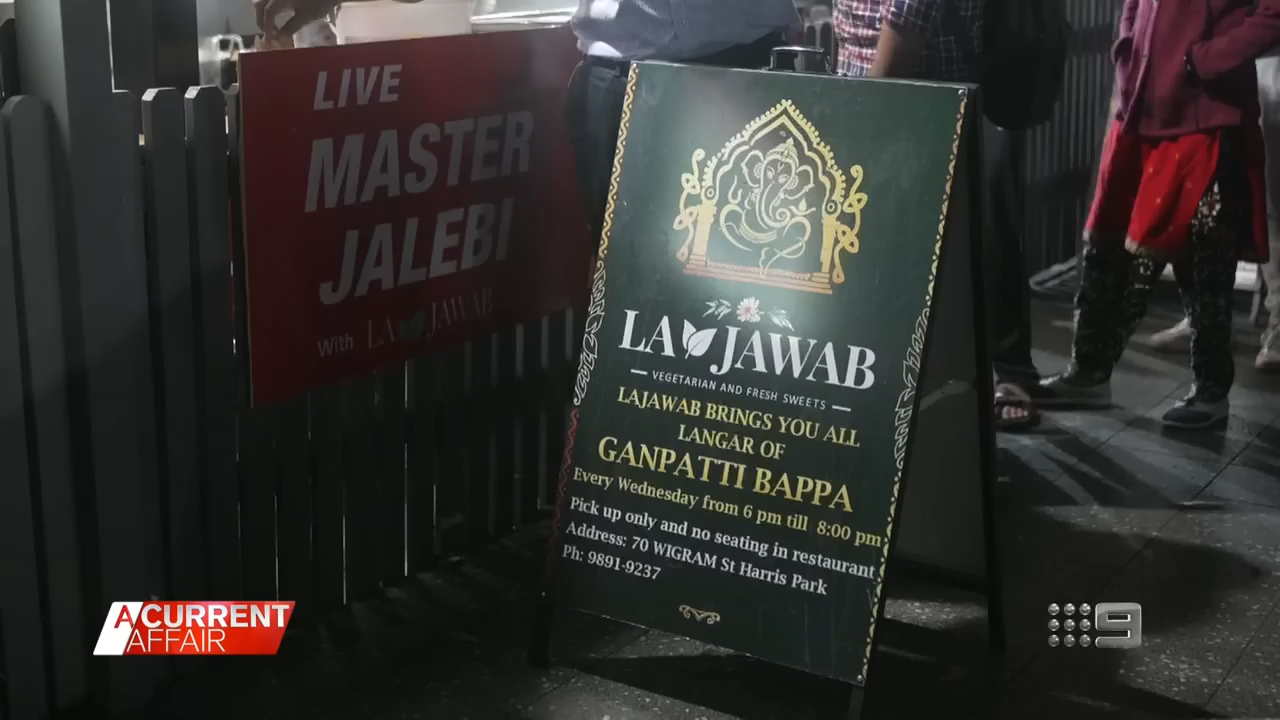 LIVE
MASTER
JALEBI
With LA JAWAB
LA JAWAB
VEGETARIAN AND FRESH SWEETS
LAJAWAB BRINGS YOU ALL
LANGAR OF
GANPATTI BAPPA
Every Wednesday from 6 pm till 8:00 pm
Pick up only and no seating in restaurant
Address: 70 WIGRAM St Harris Park
Ph: 9891-9237
A CURRENT
AFFAIR
9